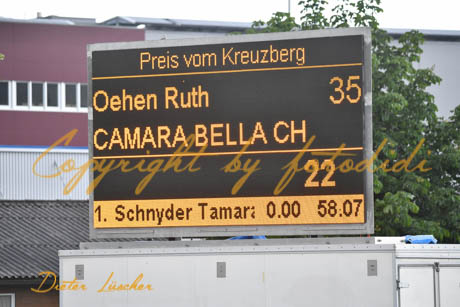 Preis vom Kreuzberg
Oehen Ruth 35
CAMARA BELLA CH
22
1. Schnyder Tamara 0.00 58.07
Copyright by fotodidi
Dieter Lüscher